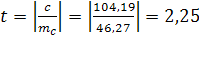 t = |c/m_c| = |104,19/46,27| = 2,25